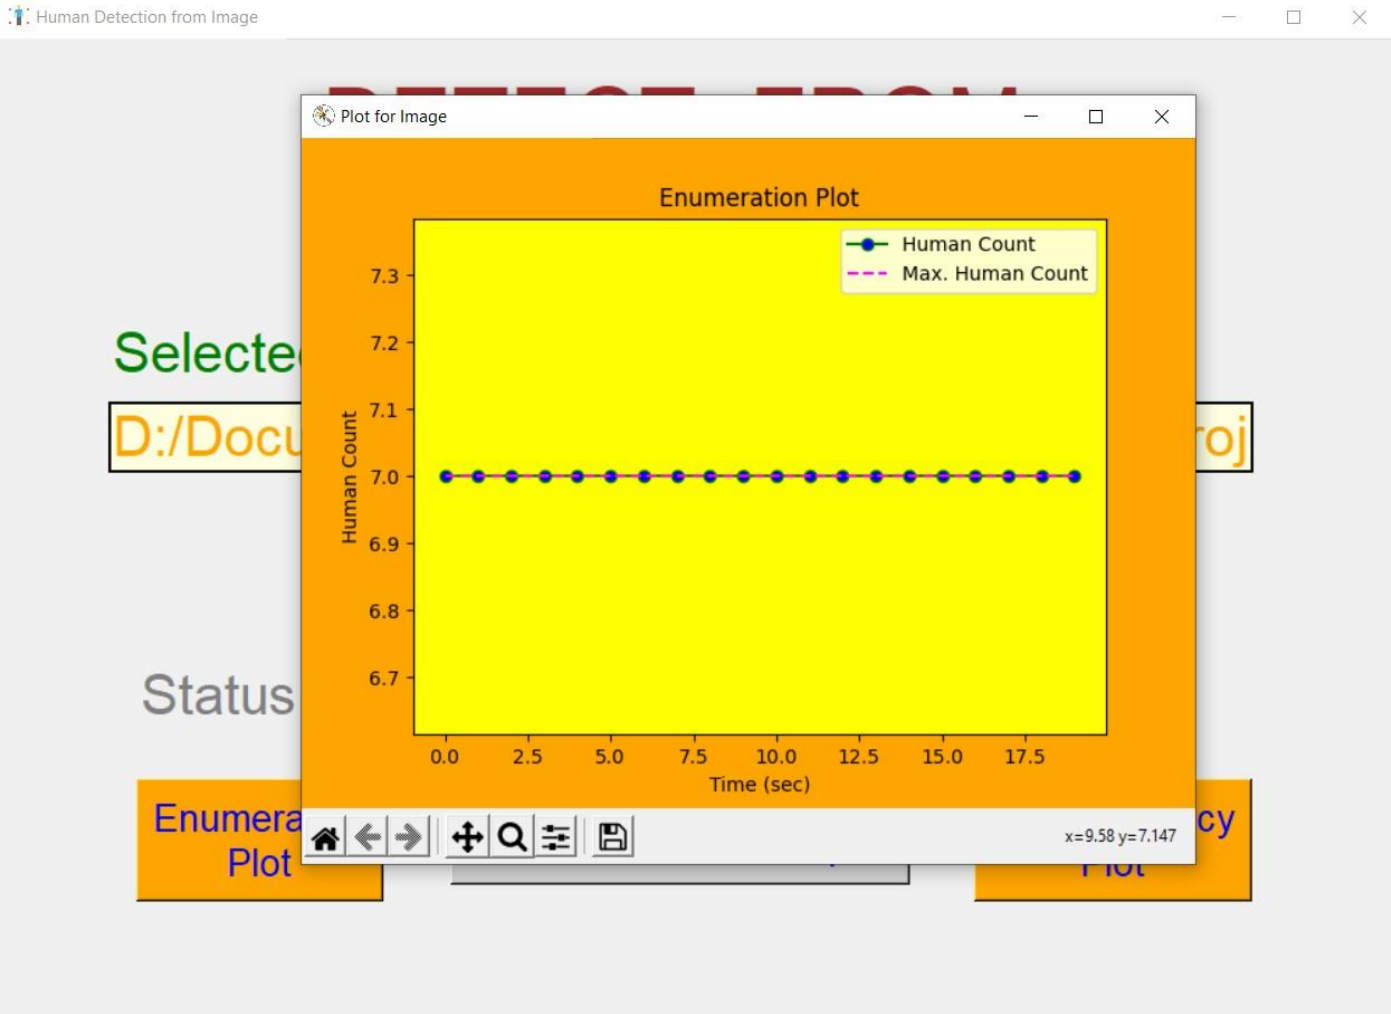 Human Detection from Image
Plot for Image
Enumeration Plot
Human Count
Max. Human Count
7.3
7.2
7.1
7.0
6.9
6.8
6.7
Human Count
0.0 2.5 5.0 7.5 10.0 12.5 15.0 17.5
Time (sec)
x=9.58 y=7.147
Selecte
D:/Docu
roj
Status
Enumera
Plot
cy
Plot